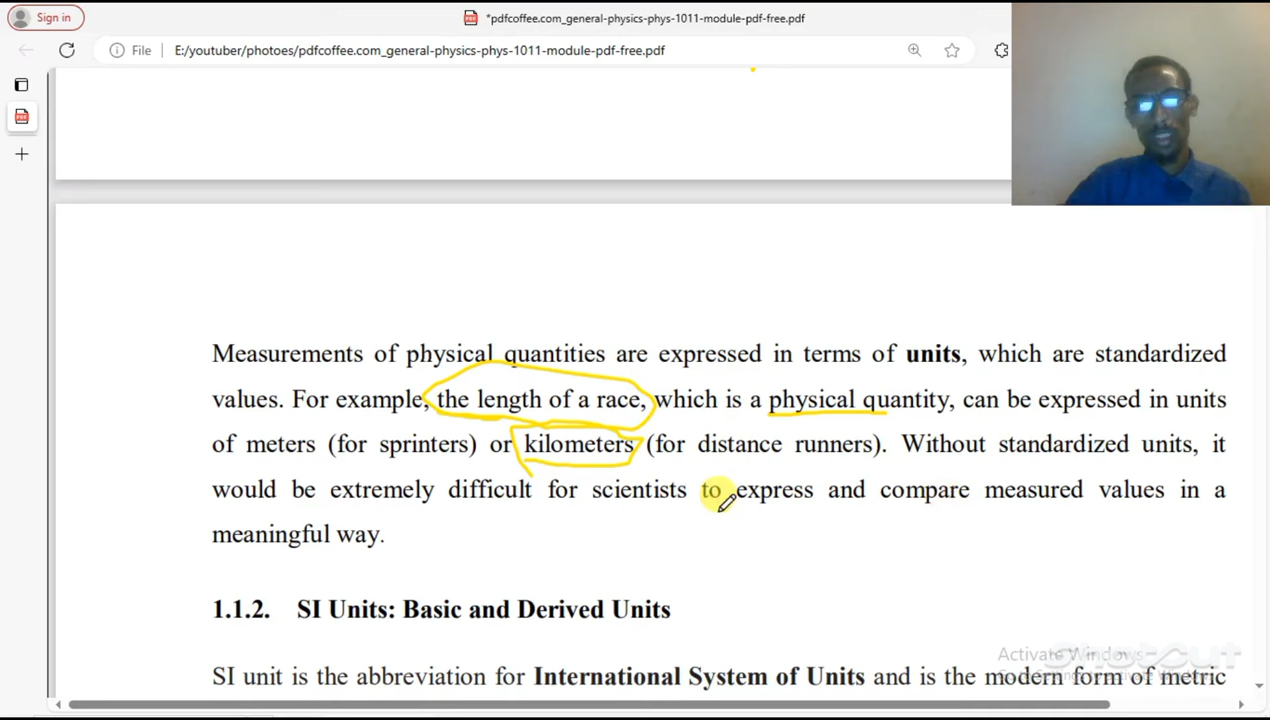 Sign in
*pdfcoffee.com_general-physics-phys-1011-module-pdf-free.pdf
File | E:/youtuber/photoes/pdfcoffee.com_general-physics-phys-1011-module-pdf-free.pdf
Measurements of physical quantities are expressed in terms of units, which are standardized
values. For example, the length of a race, which is a physical quantity, can be expressed in units
of meters (for sprinters) or kilometers (for distance runners). Without standardized units, it
would be extremely difficult for scientists to express and compare measured values in a
meaningful way.
1.1.2. SI Units: Basic and Derived Units
Activate Windows
SI unit is the abbreviation for International System of Units and is the modern form of metric